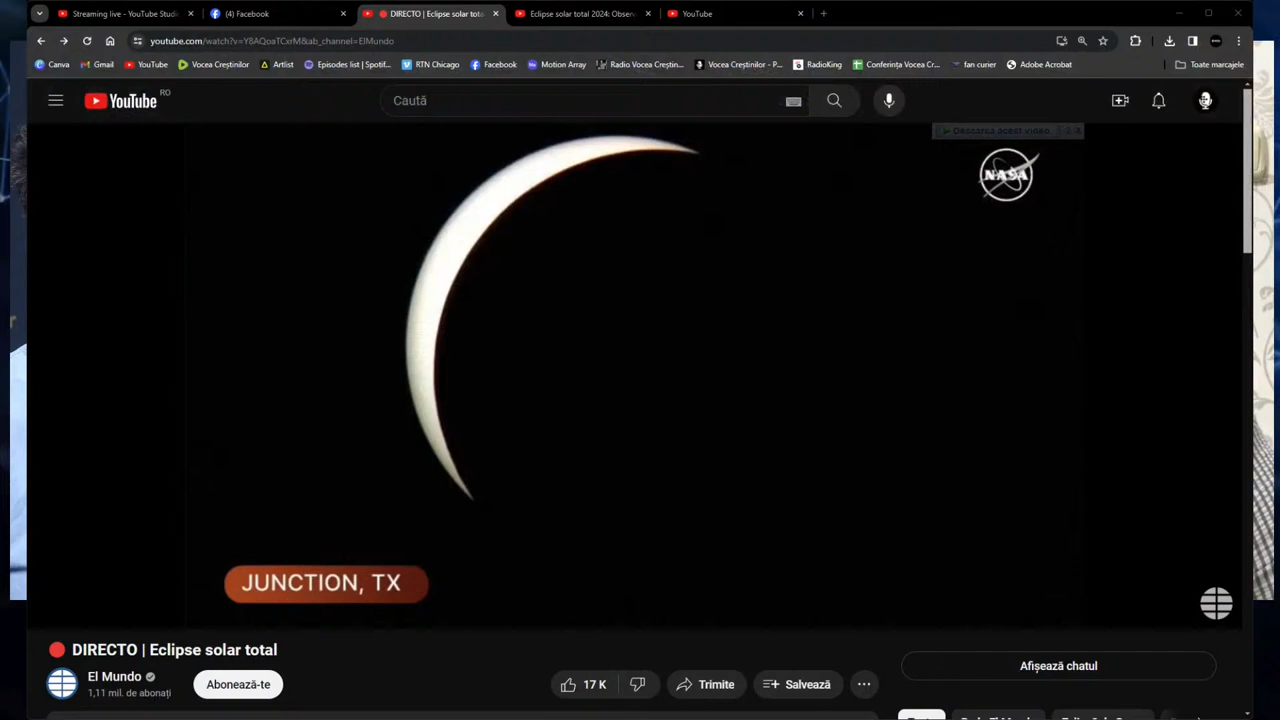 Streaming live - YouTube Studi
(4) Facebook
DIRECTO | Eclipse solar tota
Eclipse solar total 2024: Obser
YouTube
youtube.com/watch?v=Y8AQoaTCxrM&ab_channel=ElMundo
Canva
Gmail
YouTube
Vocea Creștinilor
Artist
Episodes list | Spotif...
RTN Chicago
Facebook
Motion Array
Radio Vocea Creștin...
Vocea Creștinilor - P...
RadioKing
Conferința Vocea Cr...
fan curier
Adobe Acrobat
Toate marcajele
YouTube RO
Caută
Descarca acest video
NASA
JUNCTION, TX
DIRECTO | Eclipse solar total
El Mundo
1,11 mil. de abonați
Abonează-te
17 K
Trimite
Salvează
Afișează chatul